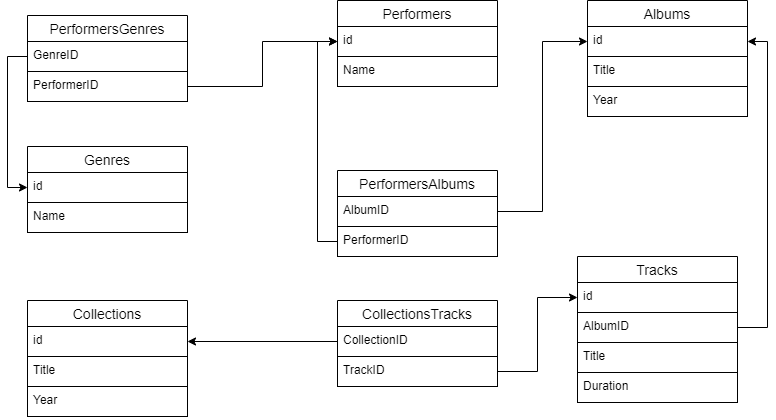 PerformersGenres
GenreID
PerformerID
Performers
id
Name
Albums
id
Title
Year
Genres
id
Name
PerformersAlbums
AlbumID
PerformerID
Collections
id
Title
Year
CollectionsTracks
CollectionID
TrackID
Tracks
id
AlbumID
Title
Duration